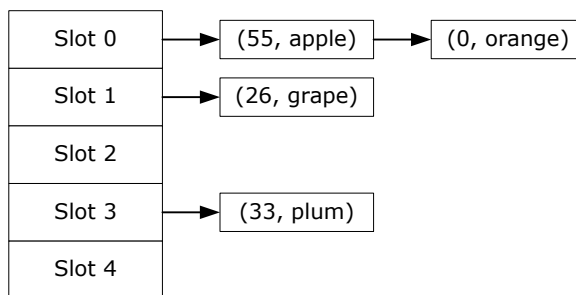 Slot 0 (55, apple) (0, orange)
Slot 1 (26, grape)
Slot 2
Slot 3 (33, plum)
Slot 4